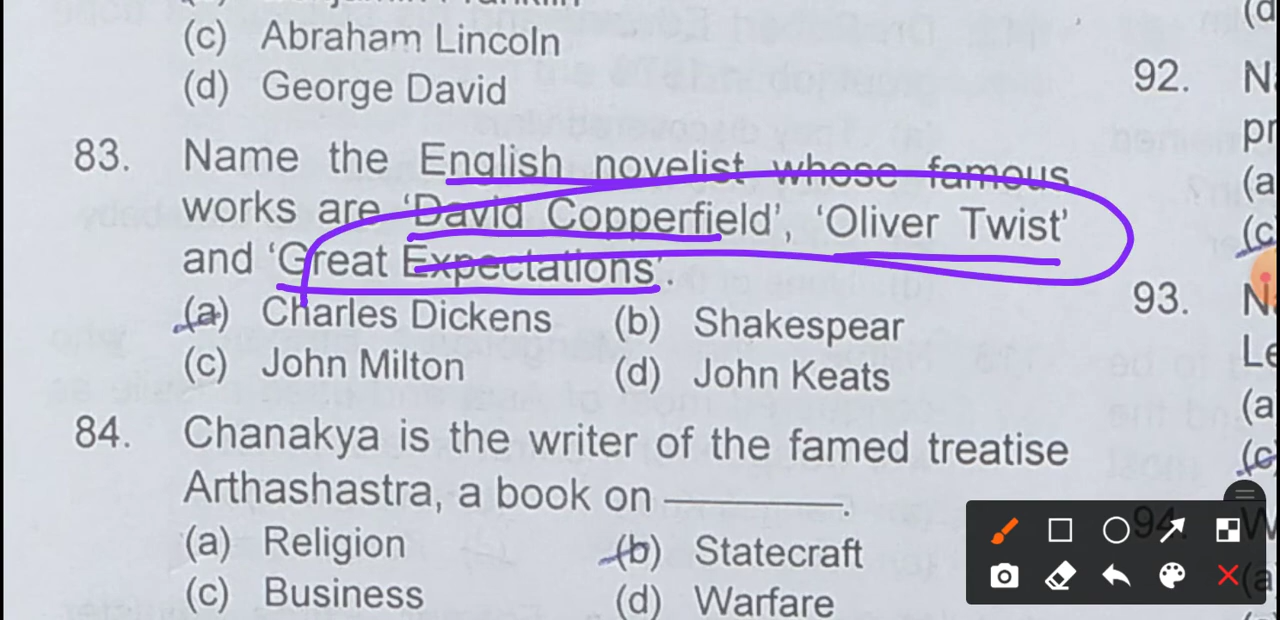 (c) Abraham Lincoln
(d) George David
83. Name the English novelist whose famous
works are 'David Copperfield', 'Oliver Twist'
and 'Great Expectations'.
(a) Charles Dickens (b) Shakespear
(c) John Milton (d) John Keats
84. Chanakya is the writer of the famed treatise
Arthashastra, a book on ________.
(a) Religion (b) Statecraft
(c) Business (d) Warfare
92.
93.
94.